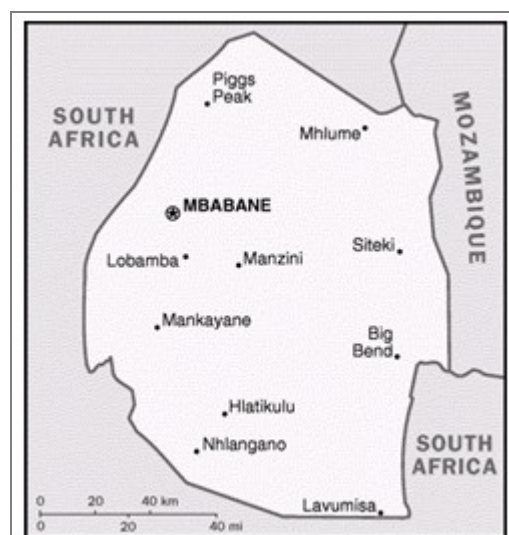 Piggs
Peak
SOUTH
AFRICA
MOZAMBIQUE
Mhlume
MBABANE
Siteki
Lobamba
Manzini
Mankayane
Big
Bend
Hlatikulu
Nhlangano
SOUTH
AFRICA
Lavumisa
0 20 40 km
0 20 40 mi